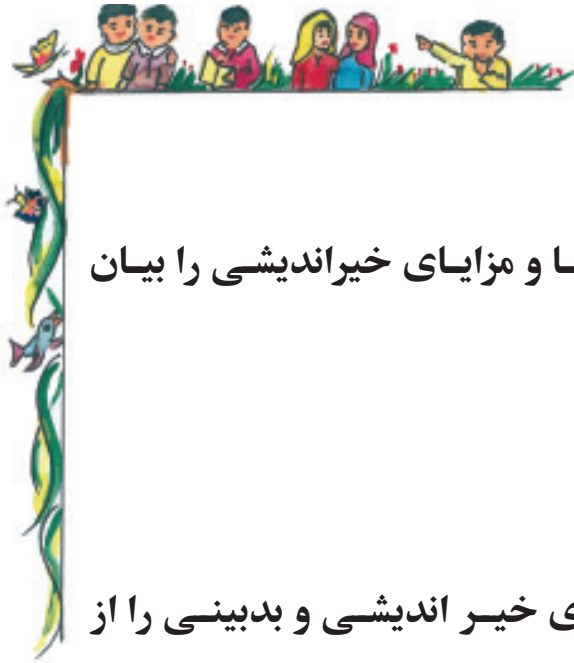 و مزایای خیراندیشی را بیان
خیر اندیشی و بدبینی را از